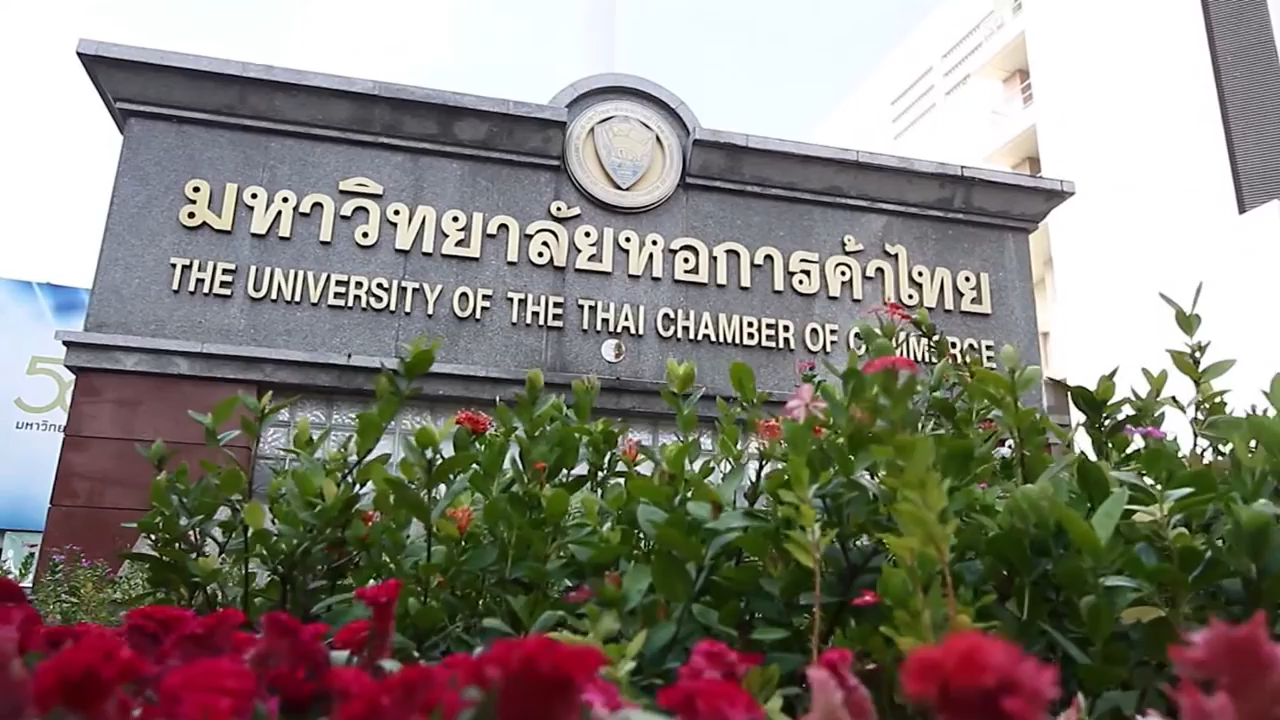 มหาวิทยาลัยหอการค้าไทย
THE UNIVERSITY OF THE THAI CHAMBER OF COMMERCE